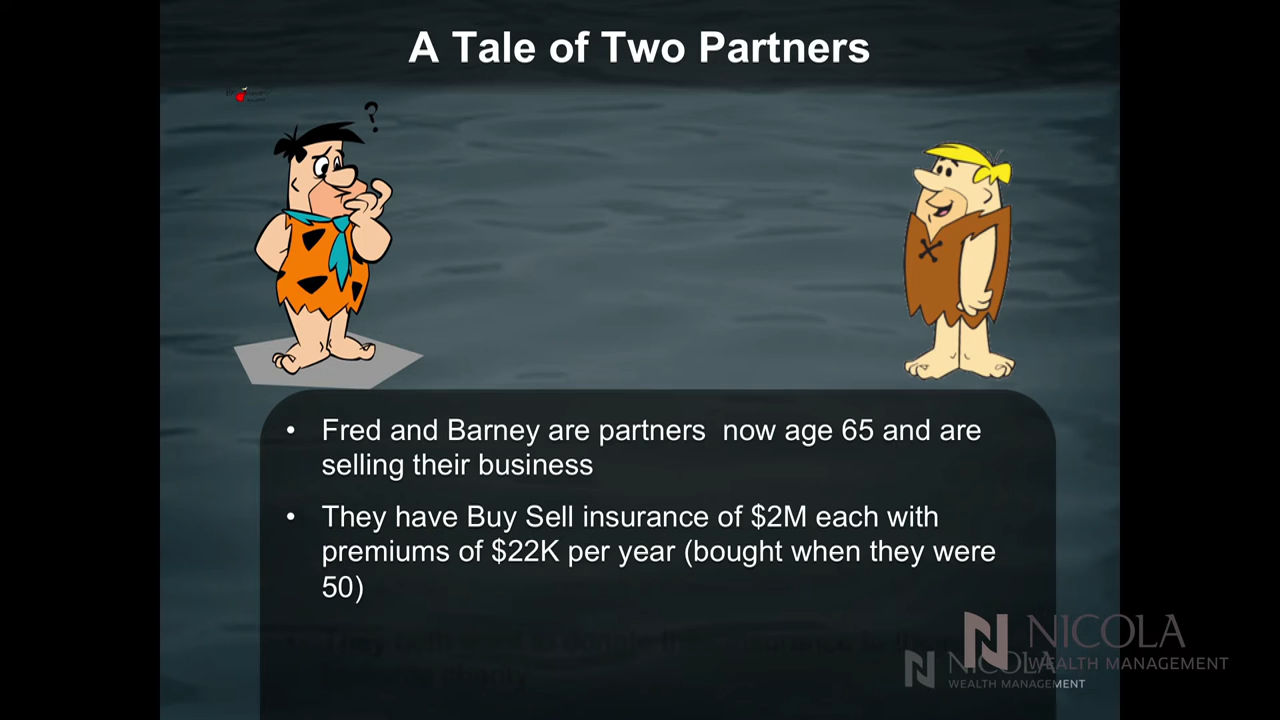 A Tale of Two Partners
?
• Fred and Barney are partners now age 65 and are
selling their business
• They have Buy Sell insurance of $2M each with
premiums of $22K per year (bought when they were
50)
NICOLA
WEALTH MANAGEMENT
NICOLA
WEALTH MANAGEMENT